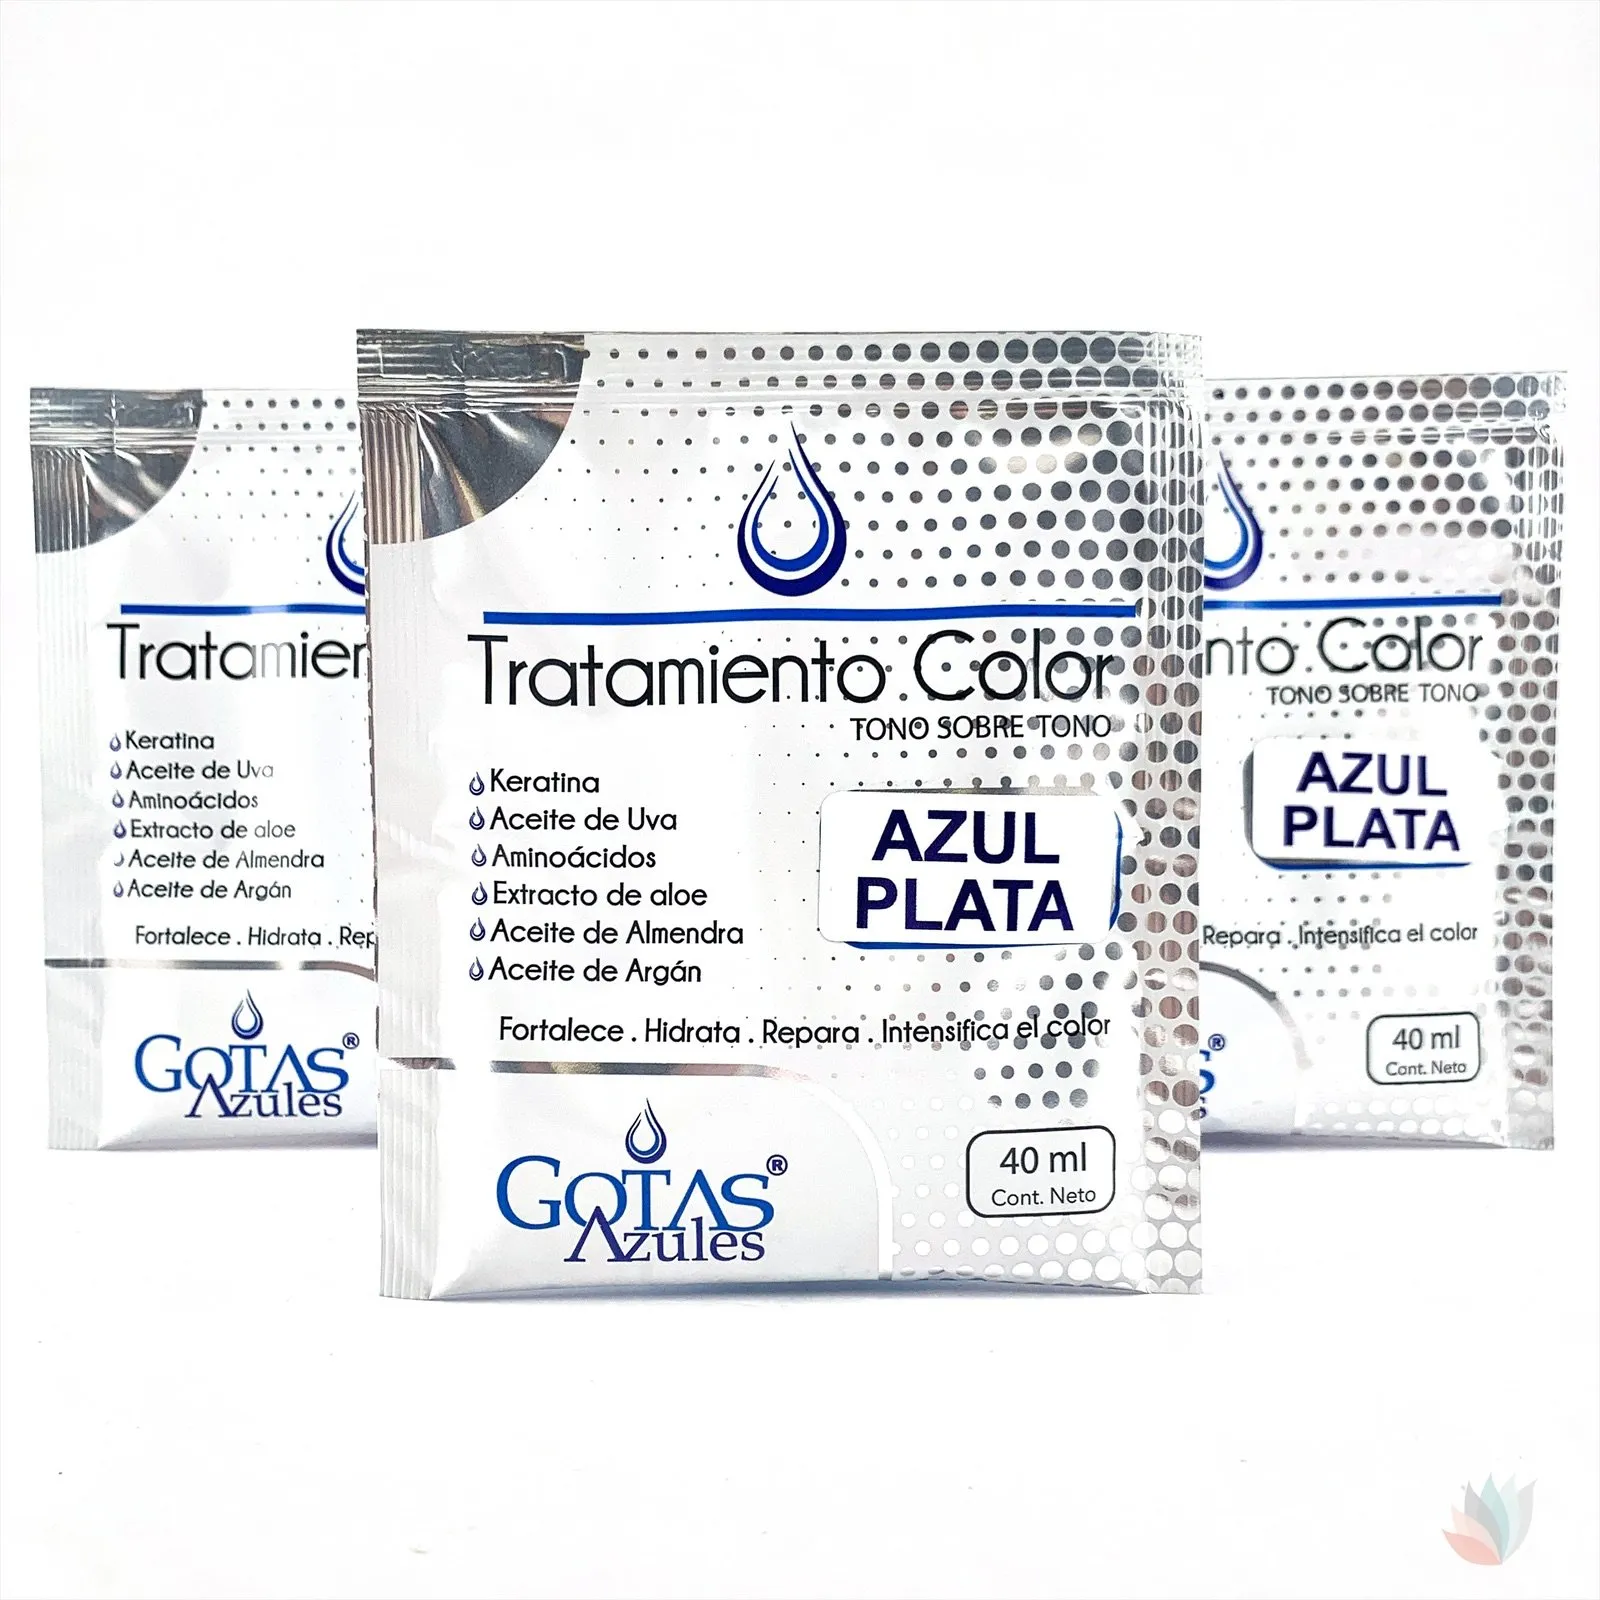 Tratamiento.Color
TONO SOBRE TONO
Keratina
Aceite de Uva
Aminoácidos
Extracto de aloe
Aceite de Almendra
Aceite de Argán
AZUL
PLATA
Fortalece . Hidrata . Repara . Intensifica el color
GOTAS®
Azules
40 ml
Cont. Neto
Tratamier
Keratina
Aceite de Uva
Aminoácidos
Extracto de aloe
Aceite de Almendra
Aceite de Argán
Fortalece . Hidrata . Rep
GOTAS®
Azules
nto.Color
TONO SOBRE TONO
AZUL
PLATA
Repara . Intensifica el color
S®
s
40 ml
Cont. Neto